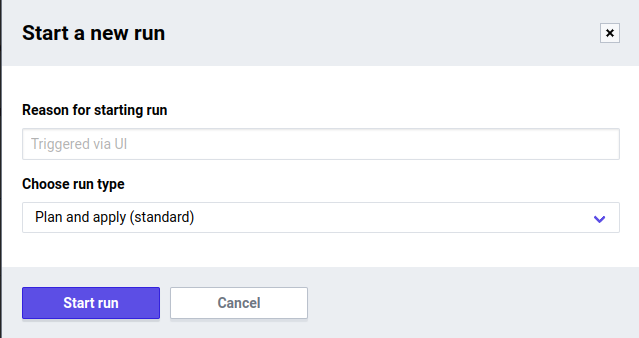 Start a new run
Reason for starting run
Triggered via UI
Choose run type
Plan and apply (standard)
Start run
Cancel